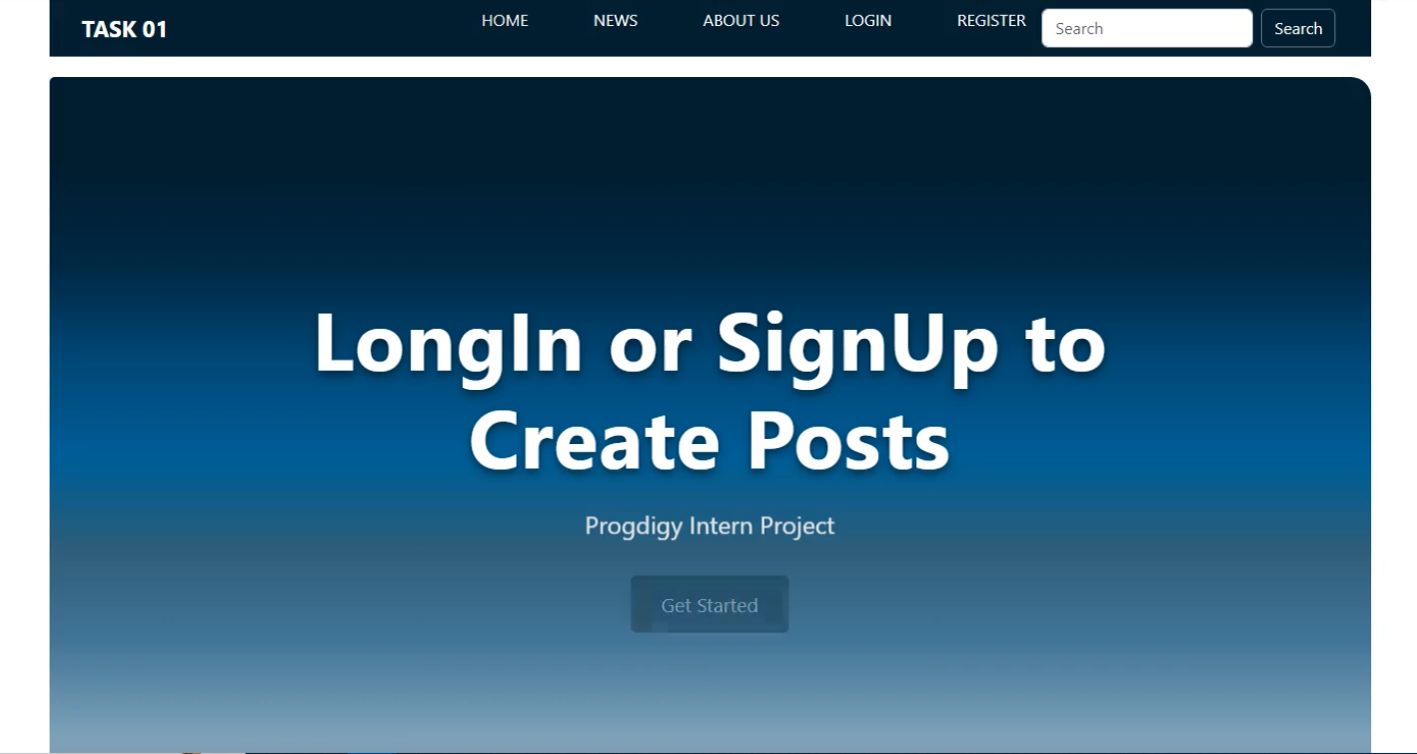 TASK 01
HOME
NEWS
ABOUT US
LOGIN
REGISTER
Search
Search
LongIn or SignUp to
Create Posts
Progdigy Intern Project
Get Started